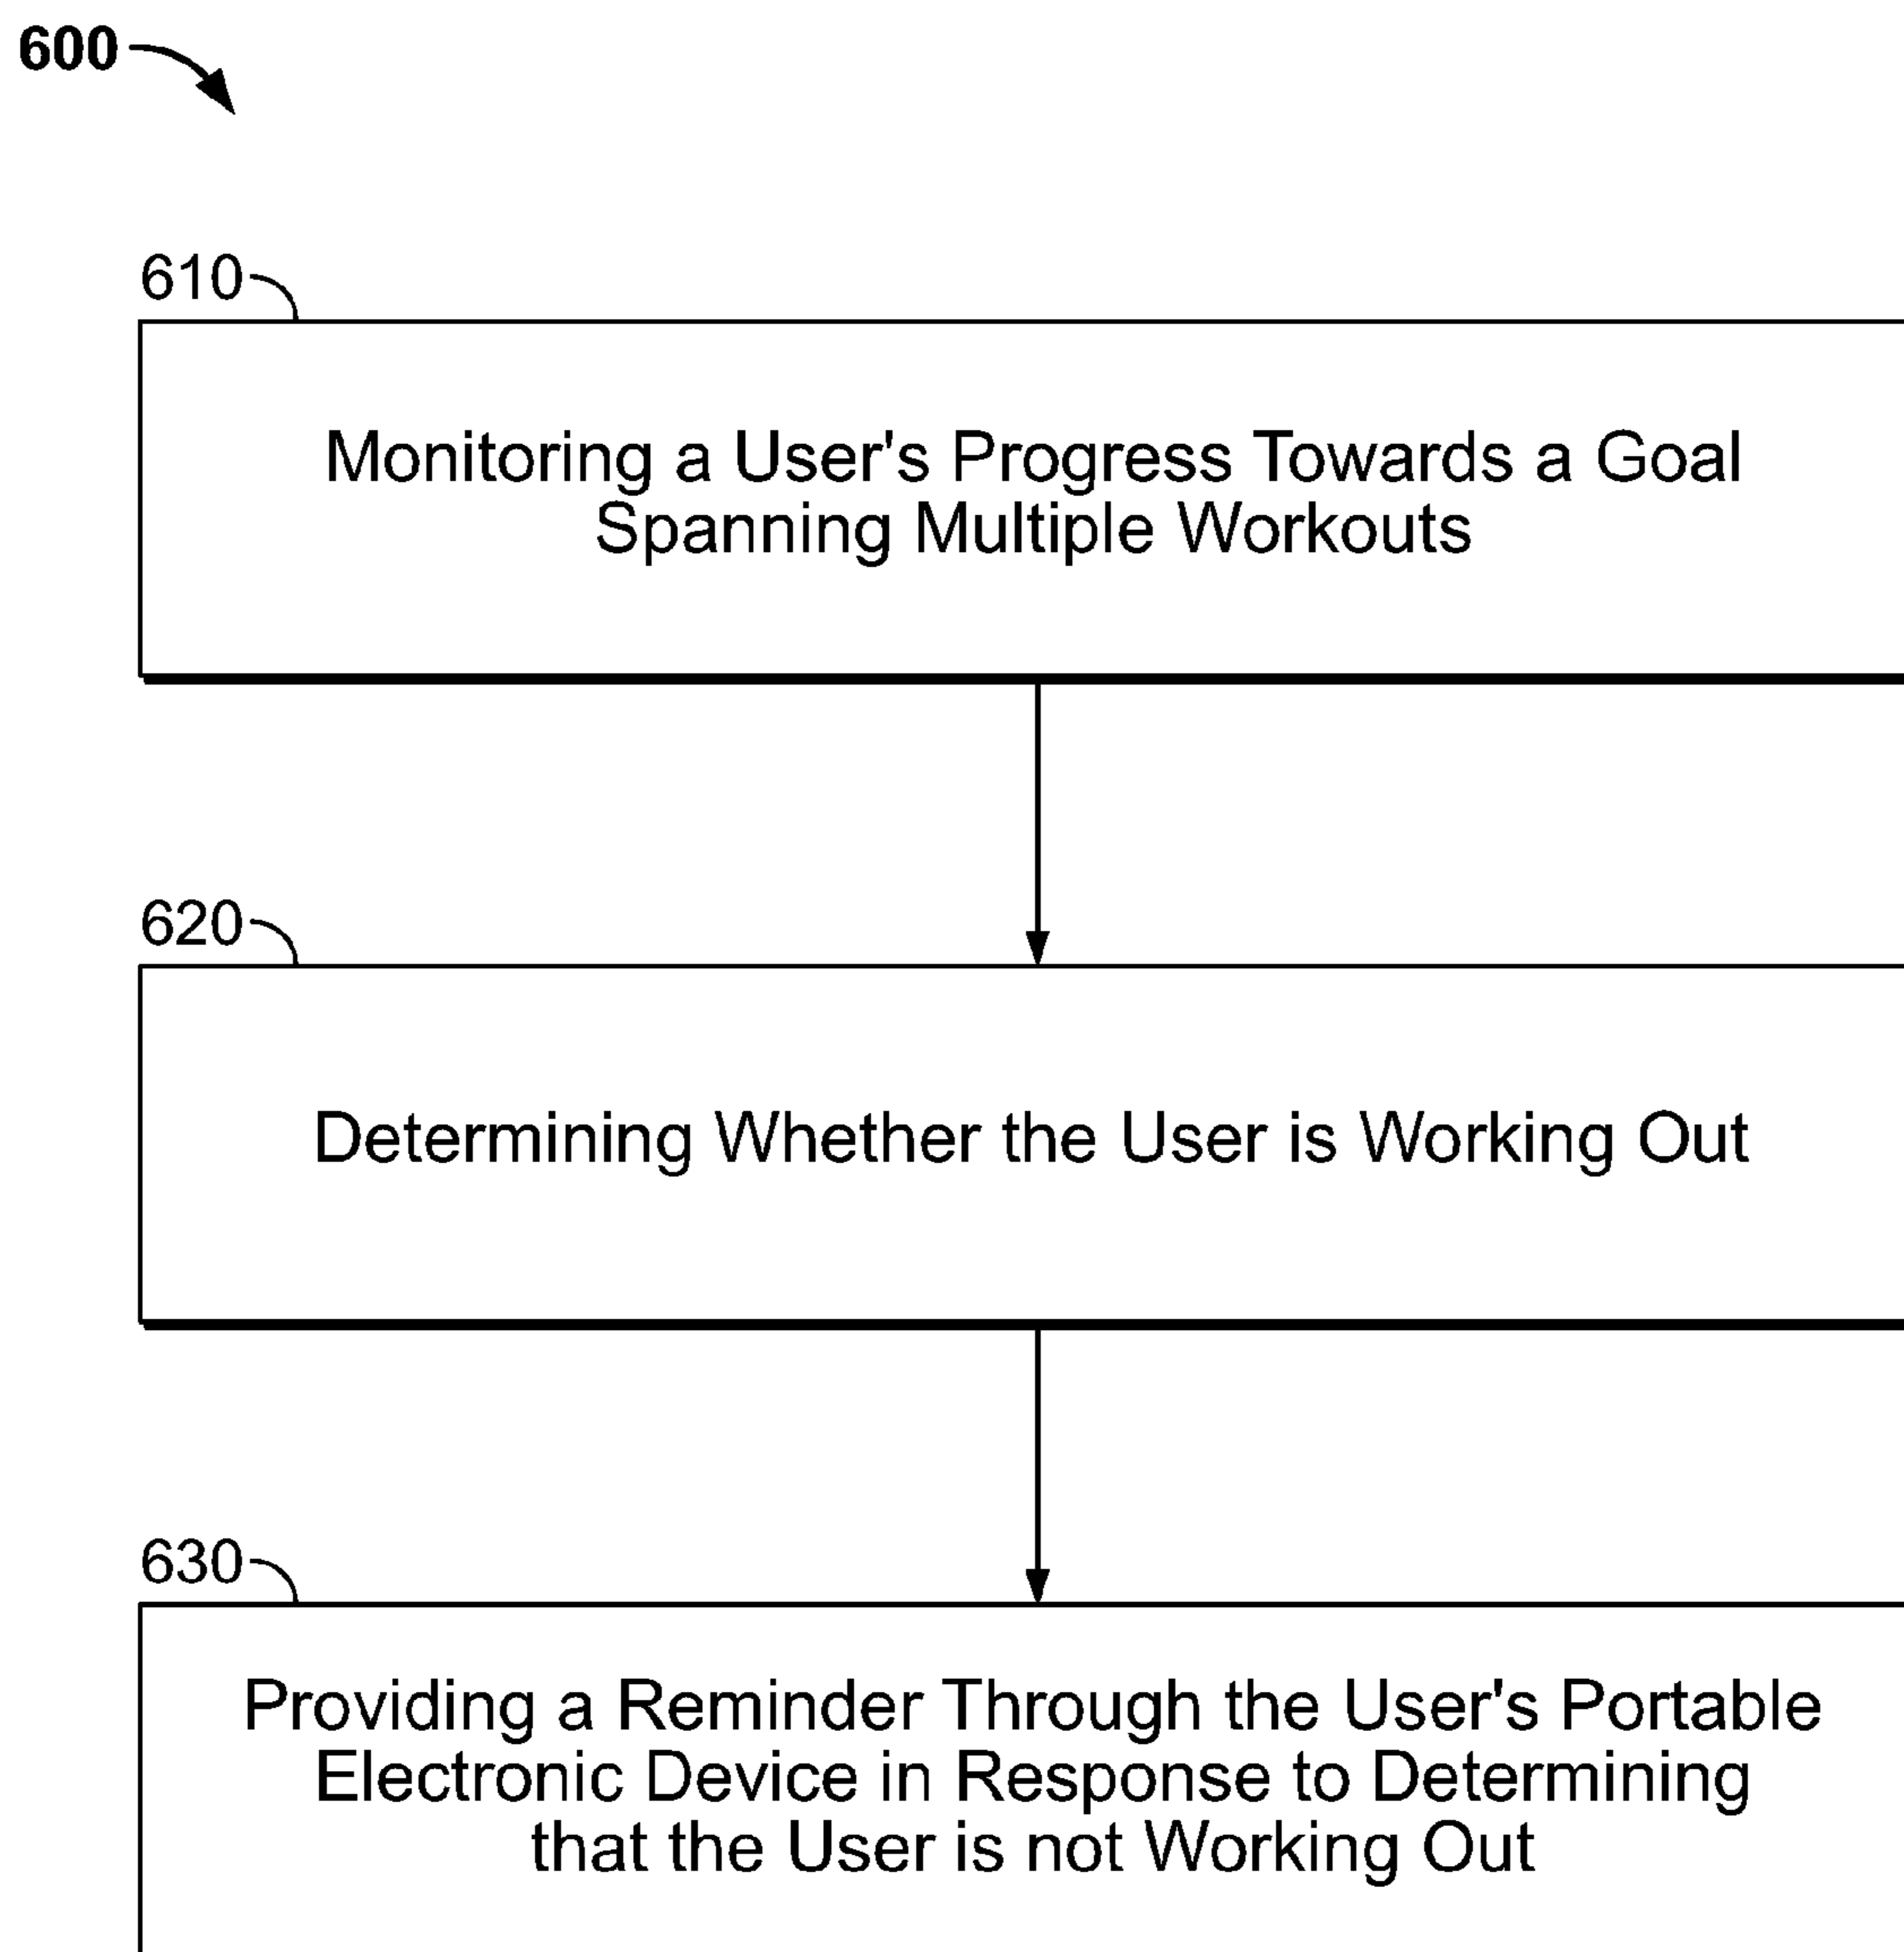 600
610
Monitoring a User's Progress Towards a Goal
Spanning Multiple Workouts
620
Determining Whether the User is Working Out
630
Providing a Reminder Through the User's Portable
Electronic Device in Response to Determining
that the User is not Working Out